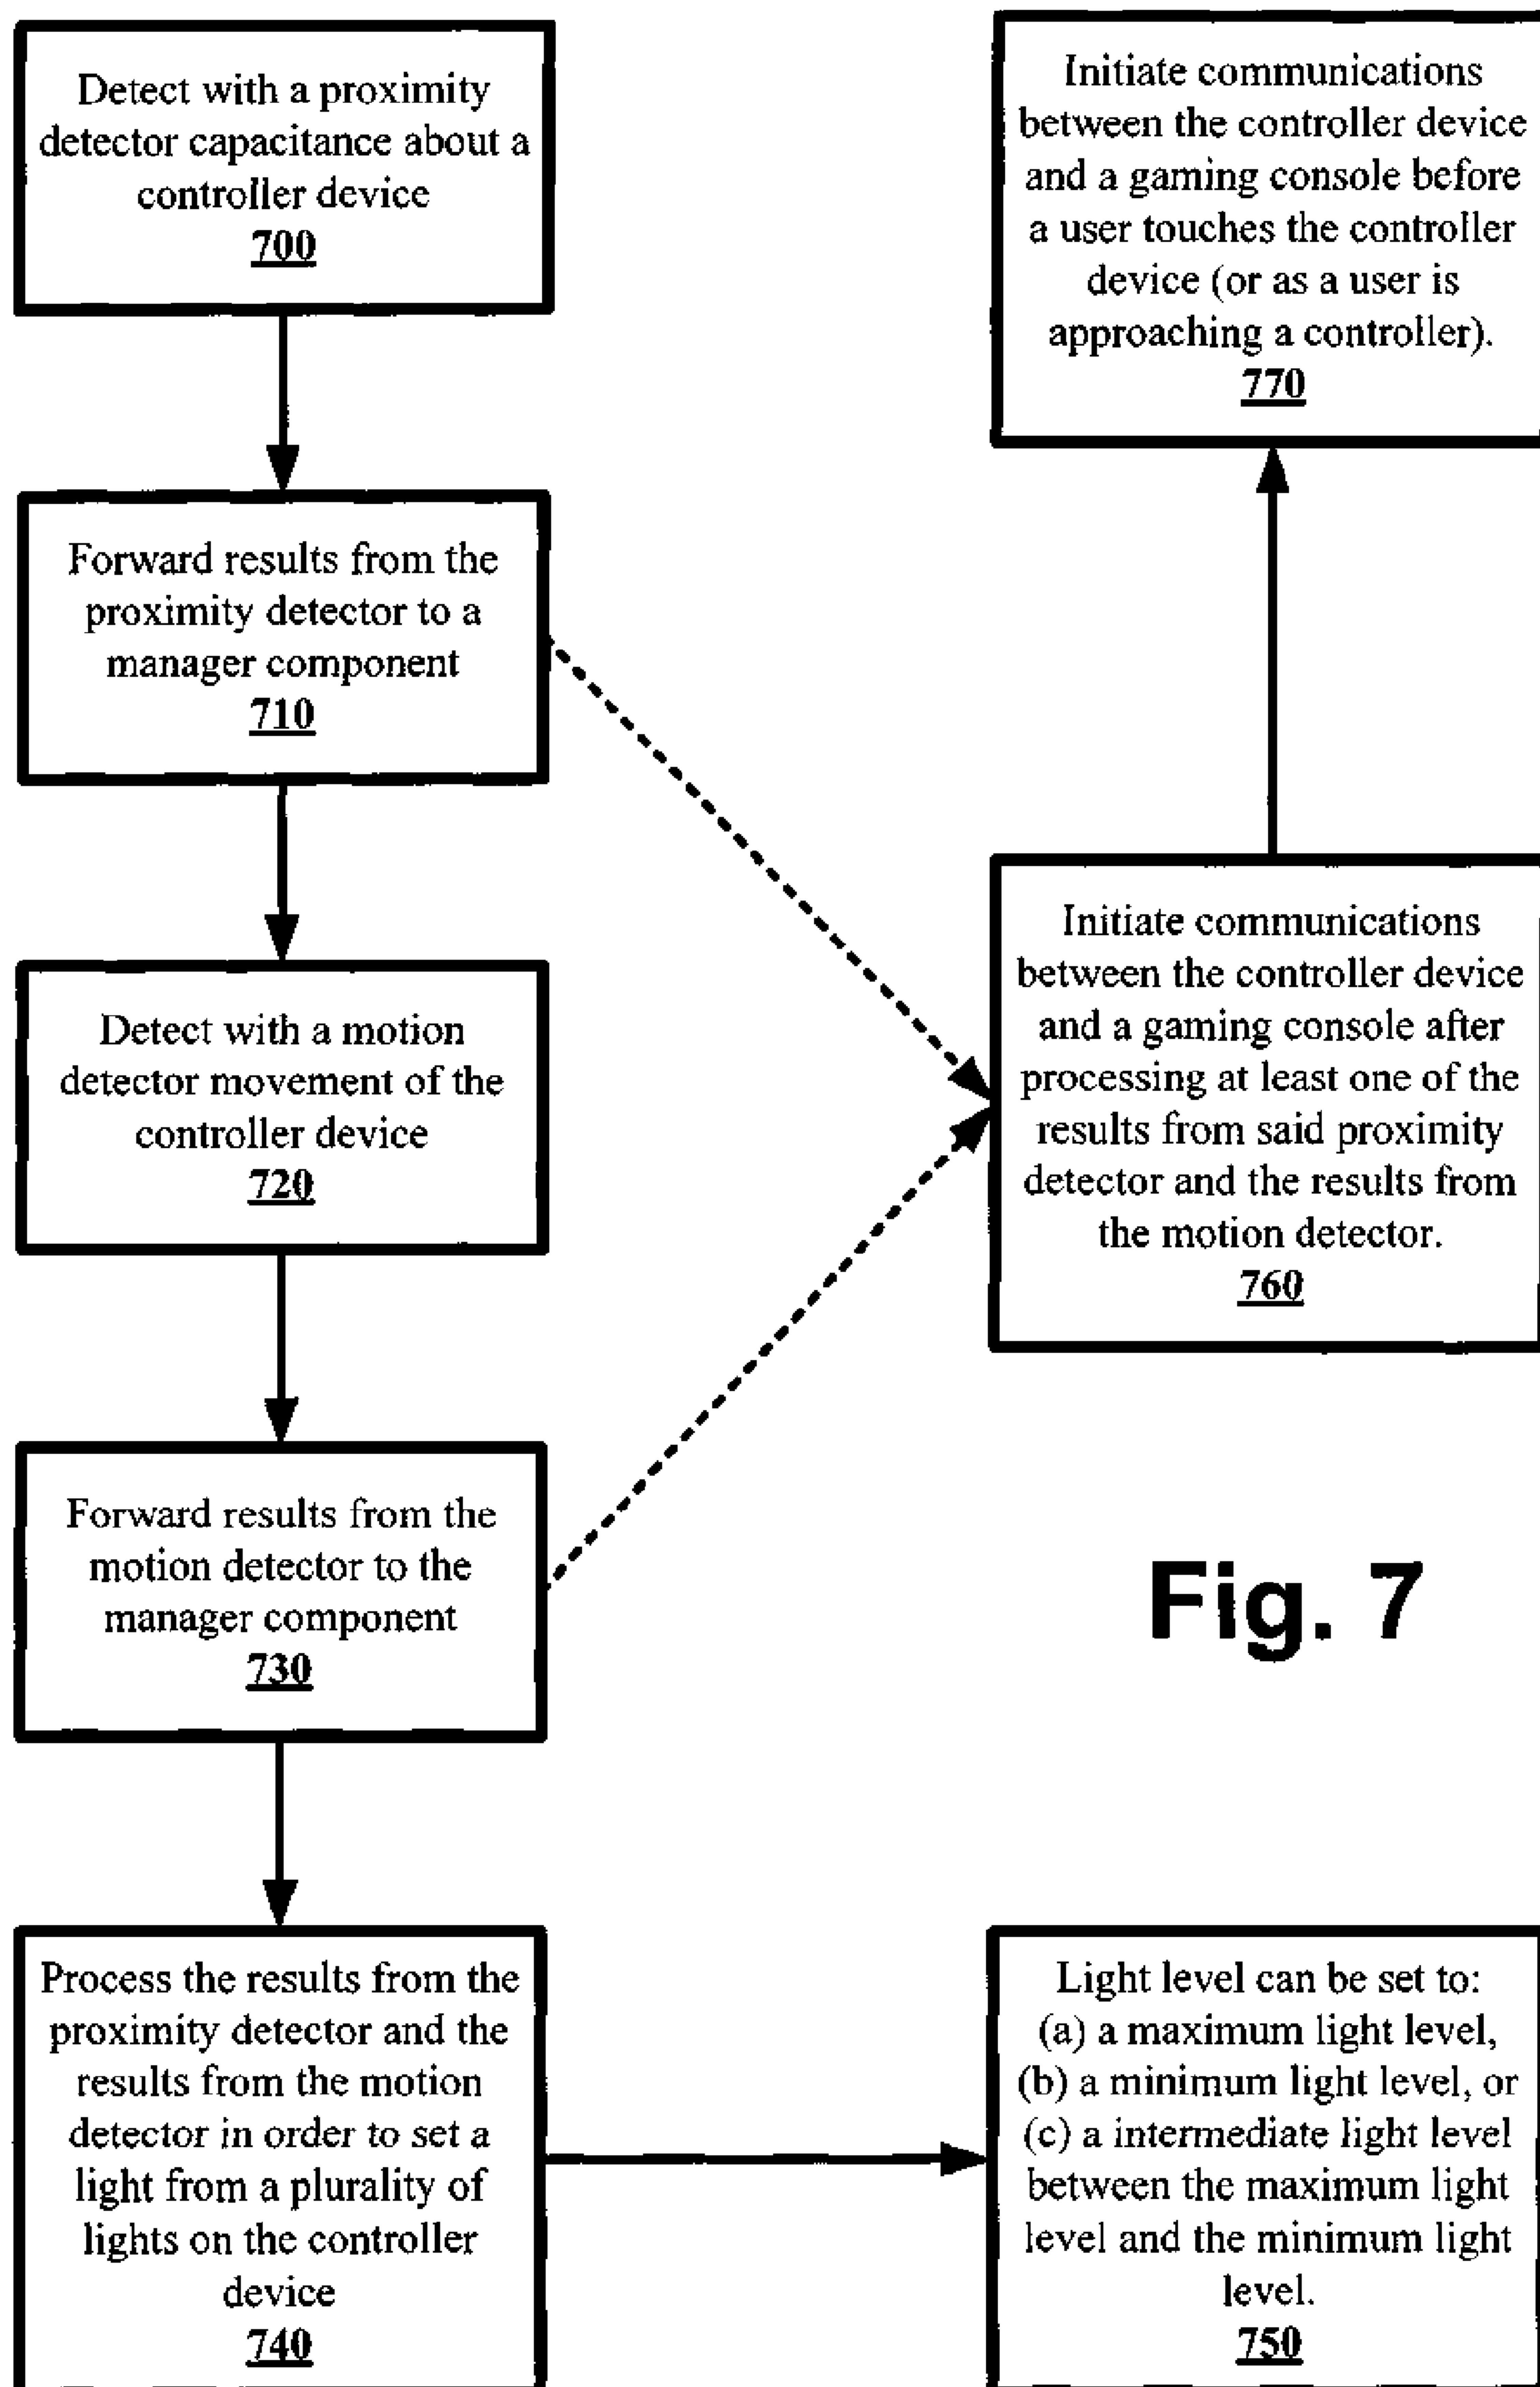 Detect with a proximity
detector capacitance about a
controller device
700
Forward results from the
proximity detector to a
manager component
710
Detect with a motion
detector movement of the
controller device
720
Forward results from the
motion detector to the
manager component
730
Process the results from the
proximity detector and the
results from the motion
detector in order to set a
light from a plurality of
lights on the controller
device
740
Light level can be set to:
(a) a maximum light level,
(b) a minimum light level, or
(c) a intermediate light level
between the maximum light
level and the minimum light
level.
750
Initiate communications
between the controller device
and a gaming console after
processing at least one of the
results from said proximity
detector and the results from
the motion detector.
760
Initiate communications
between the controller device
and a gaming console before
a user touches the controller
device (or as a user is
approaching a controller).
770
Fig. 7